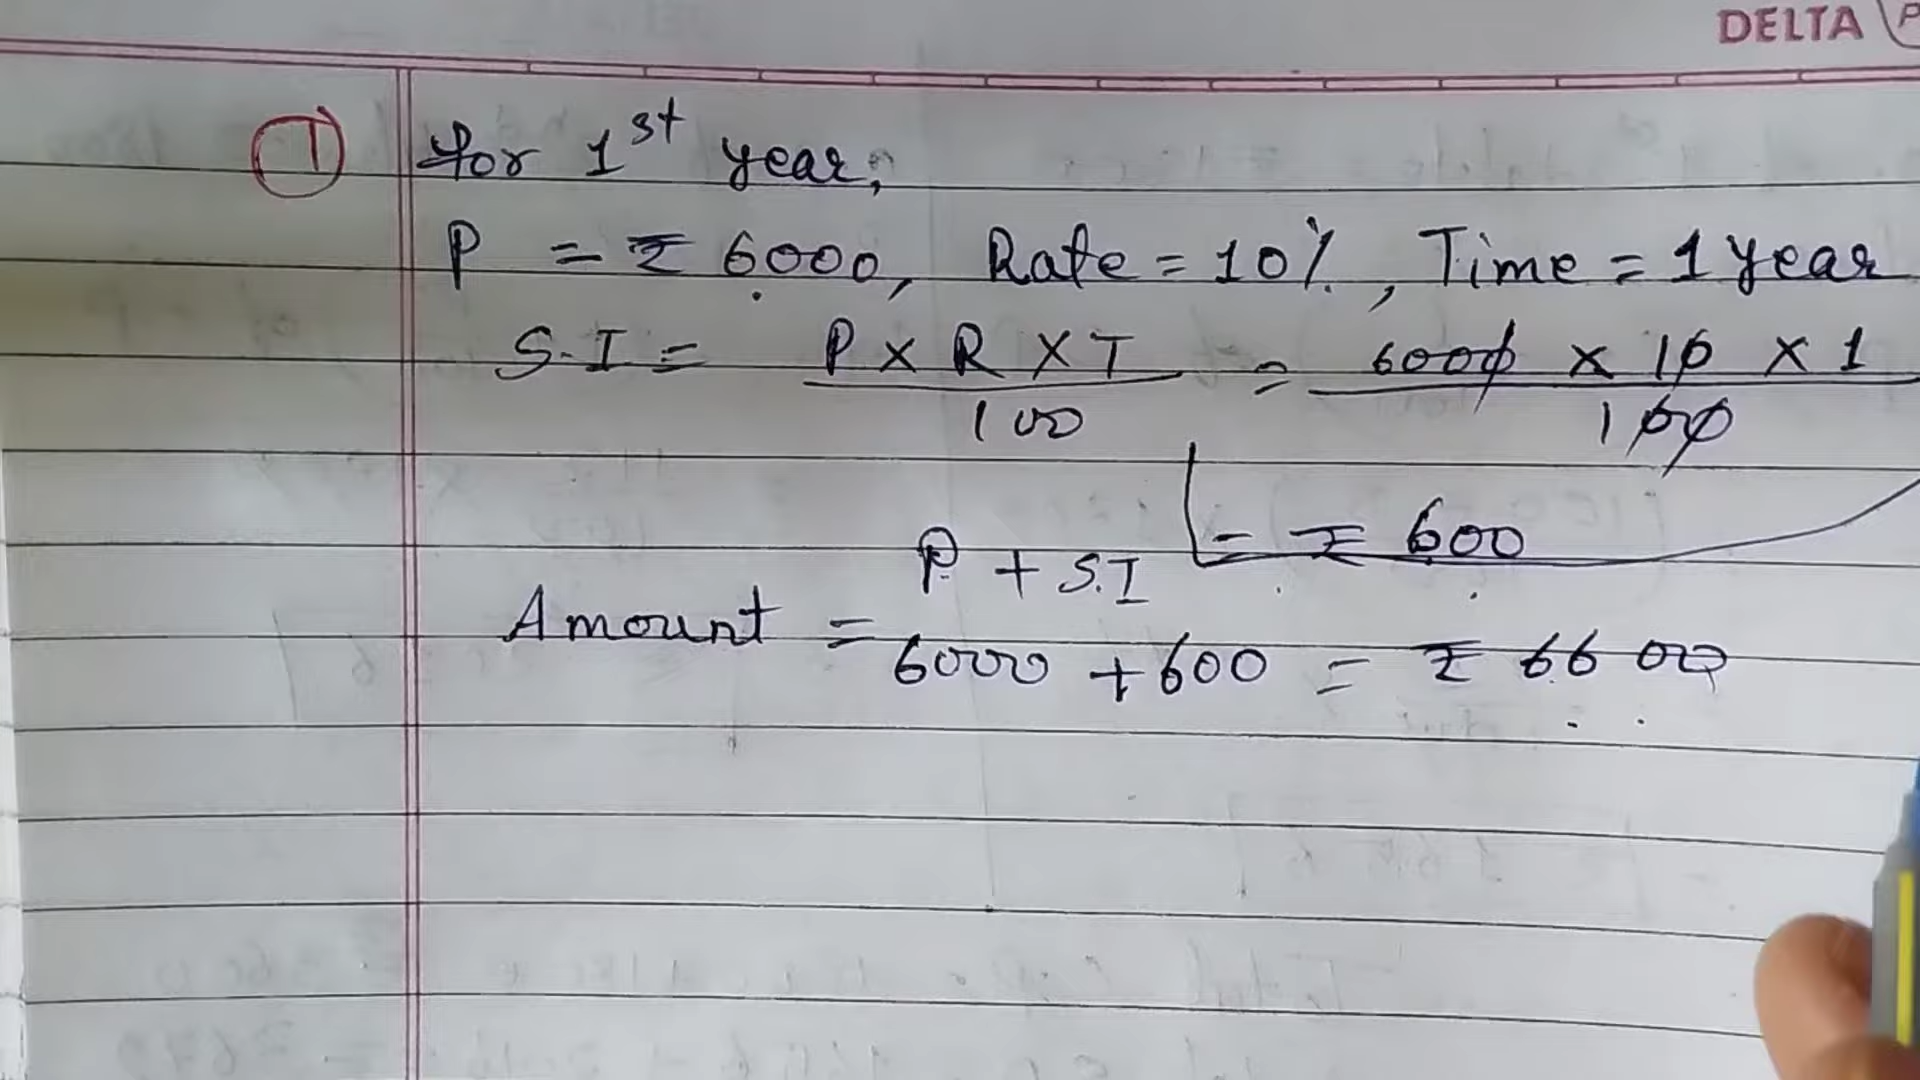 DELTA
1 for 1st year,
P = ₹ 6000, Rate = 10%, Time = 1 year
S.I = P × R × T / 100 = 6000 × 10 × 1 / 100
= ₹ 600
P + S.I
Amount =
6000 + 600 = ₹ 6600